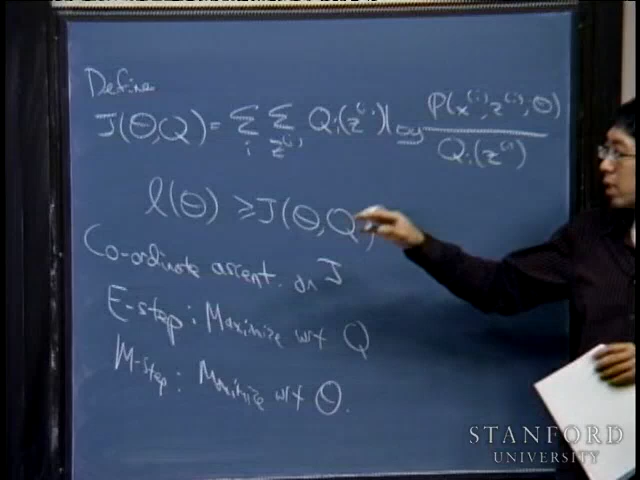 Define
J(Θ,Q) = Σ_i Σ_{z^{(i)}} Q_i(z^{(i)}) log P(x^{(i)}, z^{(i)}; Θ) / Q_i(z^{(i)})
ℓ(Θ) ≥ J(Θ,Q)
Co-ordinate ascent on J
E-step: Maximize wrt Q
M-step: Maximize wrt Θ.
STANFORD
UNIVERSITY